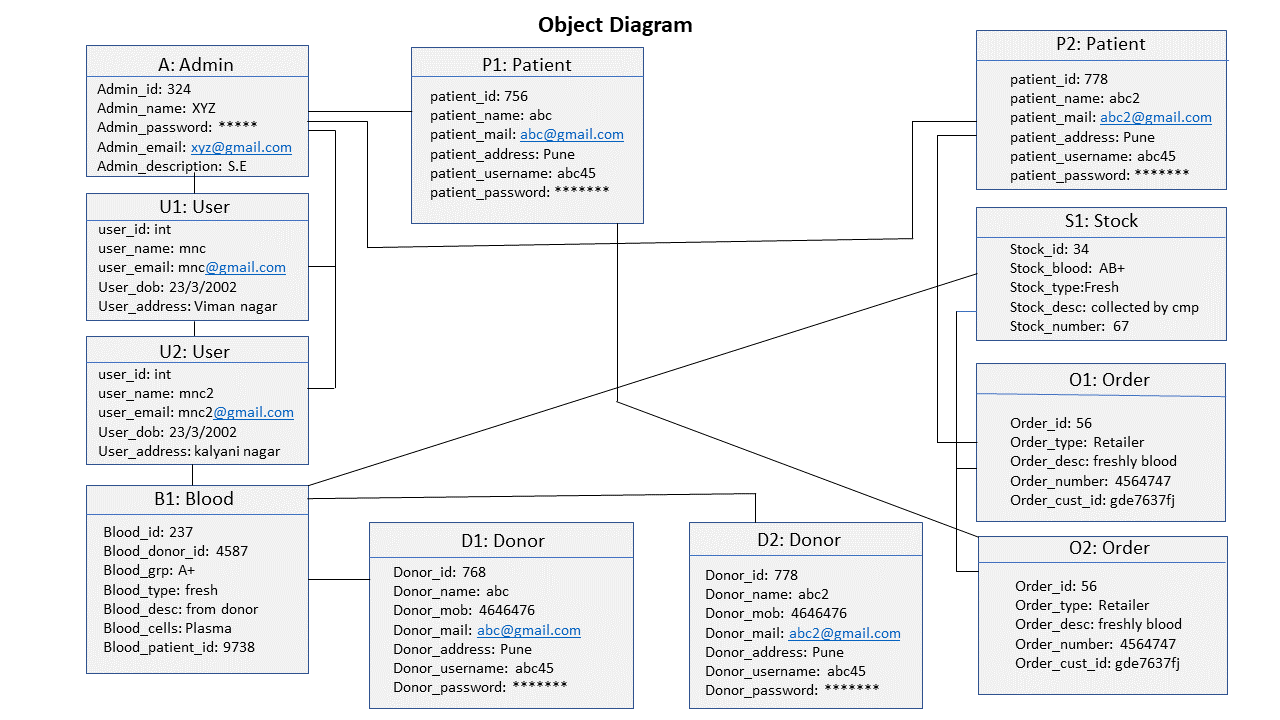 Object Diagram
A: Admin
Admin_id: 324
Admin_name: XYZ
Admin_password: *****
Admin_email: xyz@gmail.com
Admin_description: S.E
P1: Patient
patient_id: 756
patient_name: abc
patient_mail: abc@gmail.com
patient_address: Pune
patient_username: abc45
patient_password: *******
P2: Patient
patient_id: 778
patient_name: abc2
patient_mail: abc2@gmail.com
patient_address: Pune
patient_username: abc45
patient_password: *******
U1: User
user_id: int
user_name: mnc
user_email: mnc@gmail.com
User_dob: 23/3/2002
User_address: Viman nagar
S1: Stock
Stock_id: 34
Stock_blood: AB+
Stock_type:Fresh
Stock_desc: collected by cmp
Stock_number: 67
U2: User
user_id: int
user_name: mnc2
user_email: mnc2@gmail.com
User_dob: 23/3/2002
User_address: kalyani nagar
O1: Order
Order_id: 56
Order_type: Retailer
Order_desc: freshly blood
Order_number: 4564747
Order_cust_id: gde7637fj
B1: Blood
Blood_id: 237
Blood_donor_id: 4587
Blood_grp: A+
Blood_type: fresh
Blood_desc: from donor
Blood_cells: Plasma
Blood_patient_id: 9738
D1: Donor
Donor_id: 768
Donor_name: abc
Donor_mob: 4646476
Donor_mail: abc@gmail.com
Donor_address: Pune
Donor_username: abc45
Donor_password: *******
D2: Donor
Donor_id: 778
Donor_name: abc2
Donor_mob: 4646476
Donor_mail: abc2@gmail.com
Donor_address: Pune
Donor_username: abc45
Donor_password: *******
O2: Order
Order_id: 56
Order_type: Retailer
Order_desc: freshly blood
Order_number: 4564747
Order_cust_id: gde7637fj